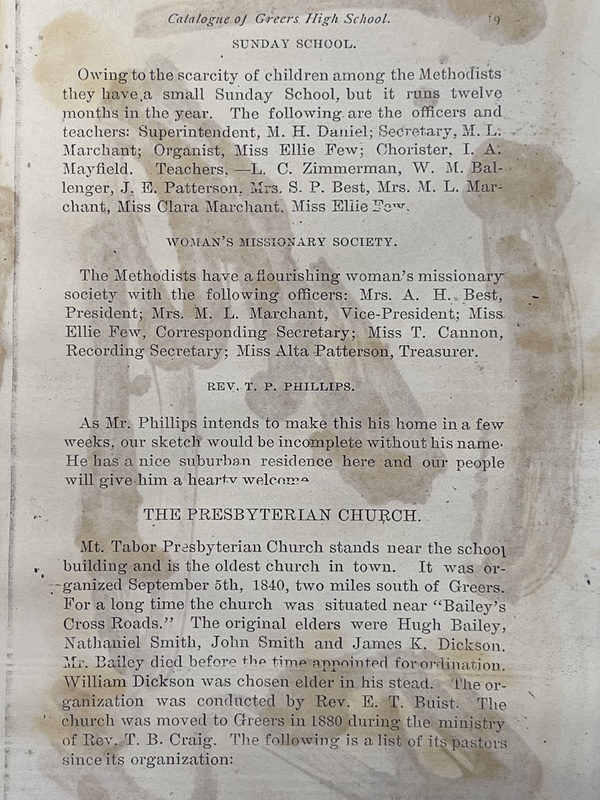 Catalogue of Greers High School. 19
SUNDAY SCHOOL.
Owing to the scarcity of children among the Methodists
they have a small Sunday School, but it runs twelve
months in the year. The following are the officers and
teachers: Superintendent, M. H. Daniel; Secretary, M. L.
Marchant; Organist, Miss Ellie Few; Chorister, I. A.
Mayfield. Teachers,—L. C. Zimmerman, W. M. Bal-
lenger, J. E. Patterson, Mrs. S. P. Best, Mrs. M. L. Mar-
chant, Miss Clara Marchant. Miss Ellie Few.
WOMAN'S MISSIONARY SOCIETY.
The Methodists have a flourishing woman's missionary
society with the following officers: Mrs. A. H. Best,
President; Mrs. M. L. Marchant, Vice-President; Miss
Ellie Few, Corresponding Secretary; Miss T. Cannon,
Recording Secretary; Miss Alta Patterson, Treasurer.
REV. T. P. PHILLIPS.
As Mr. Phillips intends to make this his home in a few
weeks, our sketch would be incomplete without his name.
He has a nice suburban residence here and our people
will give him a hearty welcome
THE PRESBYTERIAN CHURCH.
Mt. Tabor Presbyterian Church stands near the school
building and is the oldest church in town. It was or-
ganized September 5th, 1840, two miles south of Greers.
For a long time the church was situated near "Bailey's
Cross Roads." The original elders were Hugh Bailey,
Nathaniel Smith, John Smith and James K. Dickson.
Mr. Bailey died before the time appointed for ordination.
William Dickson was chosen elder in his stead. The or-
ganization was conducted by Rev. E. T. Buist. The
church was moved to Greers in 1880 during the ministry
of Rev. T. B. Craig. The following is a list of its pastors
since its organization: